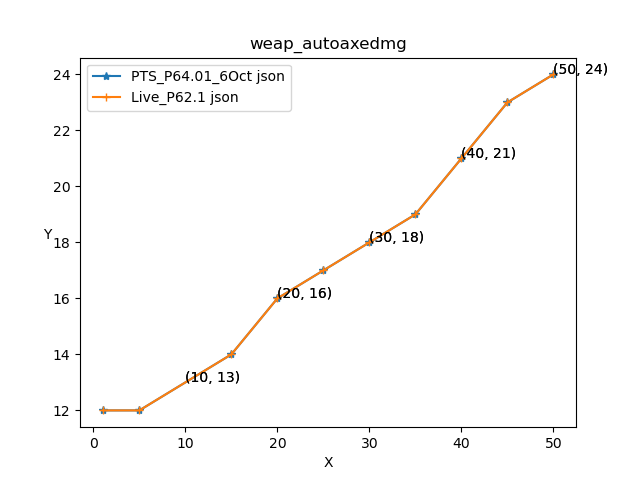 weap_autoaxedmg
PTS_P64.01_6Oct json
Live_P62.1 json
(50, 24)
(40, 21)
(30, 18)
(20, 16)
(10, 13)
24
22
20
18
16
14
12
Y
0 10 20 30 40 50
X